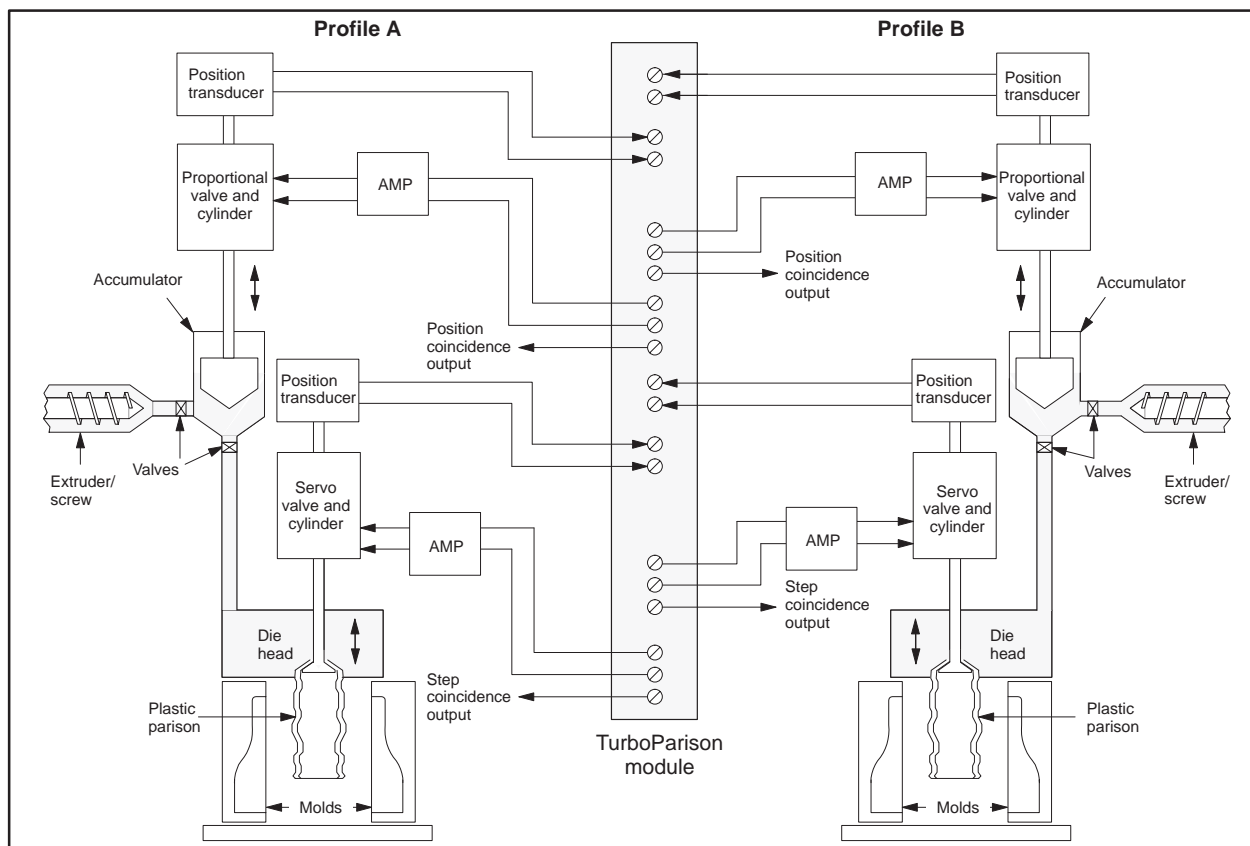 Profile A
Profile B
Position
transducer
Position
transducer
Proportional
valve and
cylinder
AMP
AMP
Proportional
valve and
cylinder
Accumulator
Position
coincidence
output
Accumulator
Position
coincidence
output
Position
transducer
Position
transducer
Extruder/
screw
Valves
Valves
Extruder/
screw
Servo
valve and
cylinder
AMP
AMP
Servo
valve and
cylinder
Step
coincidence
output
Die
head
Die
head
Step
coincidence
output
Plastic
parison
Plastic
parison
TurboParison
module
Molds
Molds